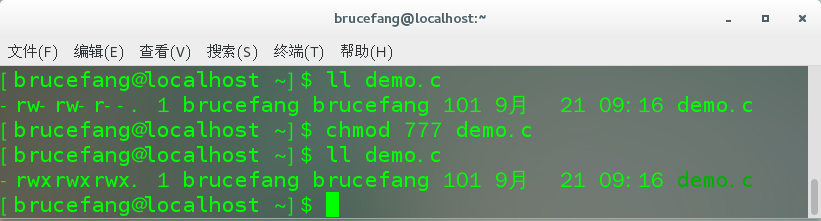 brucefang@localhost:~
文件(F) 编辑(E) 查看(V) 搜索(S) 终端(T) 帮助(H)
[brucefang@localhost ~]$ ll demo.c
-rw-rw-r--. 1 brucefang brucefang 101 9月  21 09:16 demo.c
[brucefang@localhost ~]$ chmod 777 demo.c
[brucefang@localhost ~]$ ll demo.c
-rwxrwxrwx. 1 brucefang brucefang 101 9月  21 09:16 demo.c
[brucefang@localhost ~]$